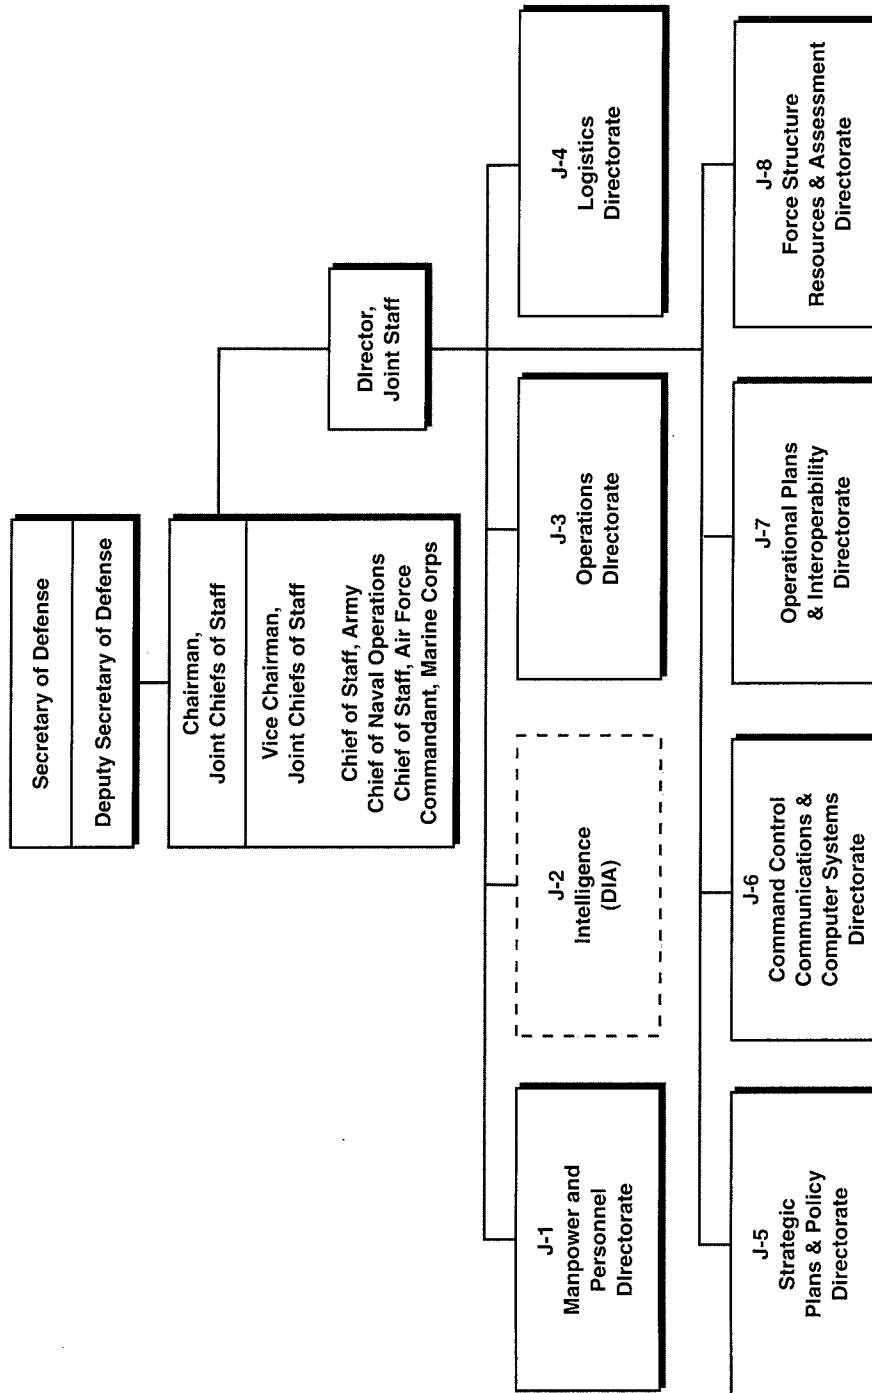 Secretary of Defense
Deputy Secretary of Defense
Chairman,
Joint Chiefs of Staff
Vice Chairman,
Joint Chiefs of Staff
Chief of Staff, Army
Chief of Naval Operations
Chief of Staff, Air Force
Commandant, Marine Corps
DIrector,
Joint Staff
J-1
Manpower and
Personnel
DIrectorate
J-2
Intelligence
(DIA)
J-3
Operations
DIrectorate
J-4
Logistics
Directorate
J-5
Strategic
Plans & Policy
Directorate
J-6
Command Control
Communications &
Computer Systems
Directorate
J-7
Operational Plans
& Interoperability
Directorate
J-8
Force Structure
Resources & Assessment
Directorate